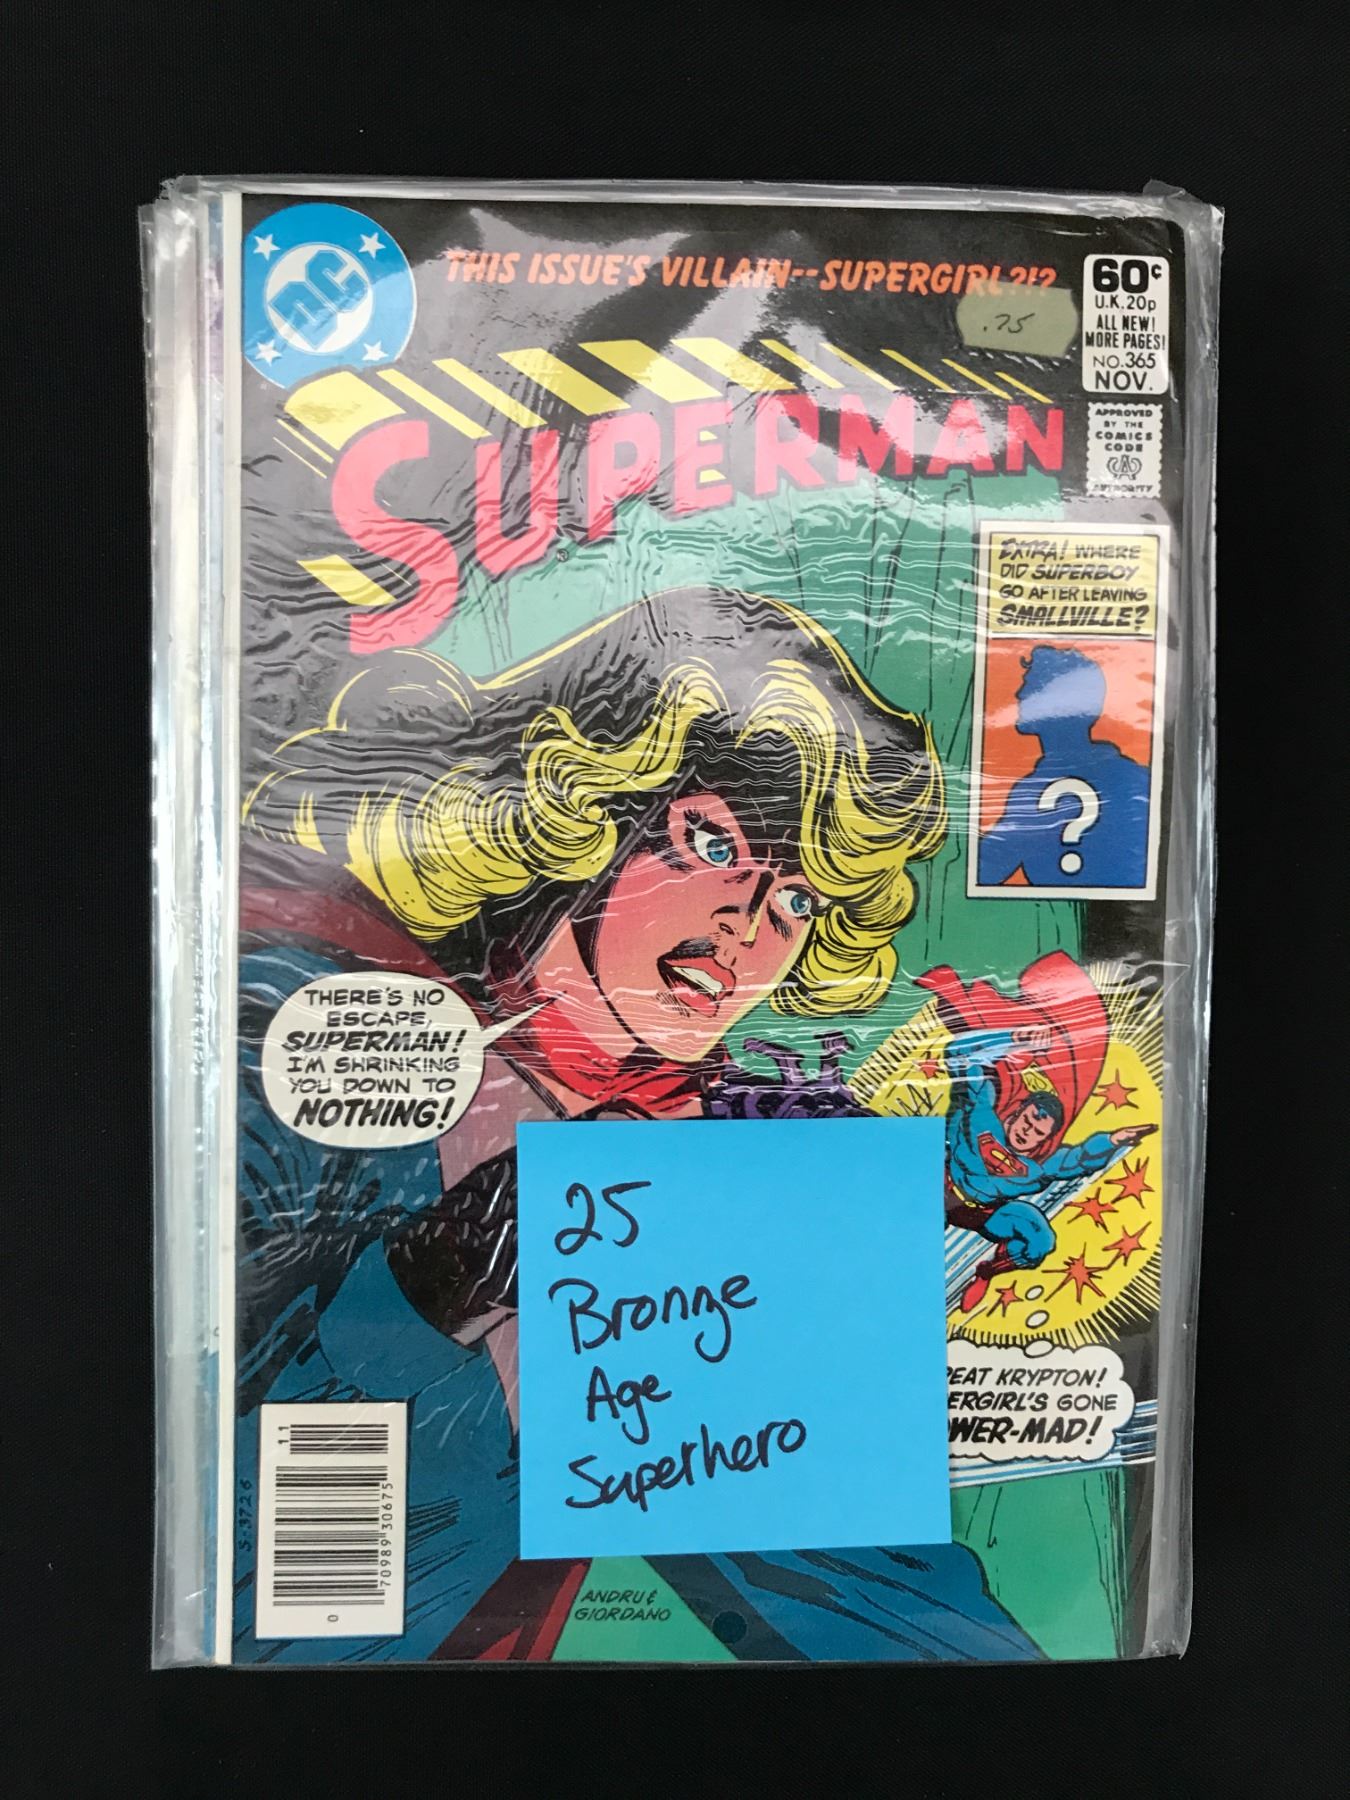 DC
THIS ISSUE'S VILLAIN--SUPERGIRL?!?
.75
60¢
U.K. 20p
ALL NEW!
MORE PAGES!
NO. 365
NOV.
APPROVED
BY THE
COMICS
CODE
AUTHORITY
SUPERMAN
®
EXTRA! WHERE
DID SUPERBOY
GO AFTER LEAVING
SMALLVILLE?
?
THERE'S NO
ESCAPE,
SUPERMAN!
I'M SHRINKING
YOU DOWN TO
NOTHING!
25
Bronze
Age
Superhero
EAT KRYPTON!
ERGIRL'S GONE
WER-MAD!
S-3726
11
70989 30675
0
ANDRU &
GIORDANO